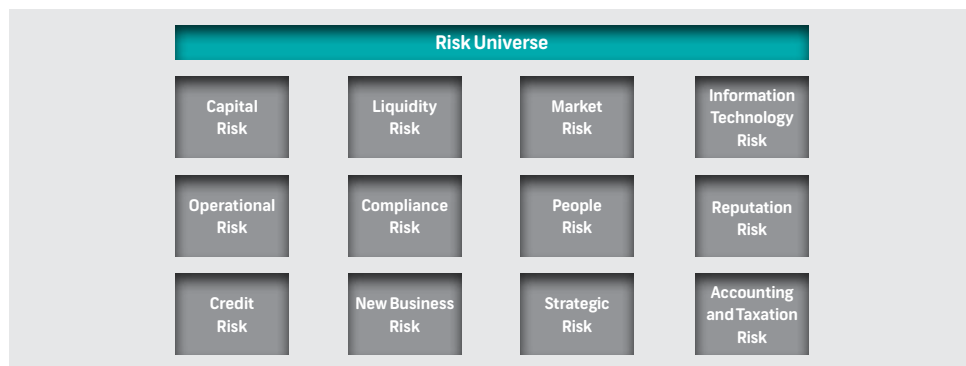 Risk Universe
Capital
Risk
Liquidity
Risk
Market
Risk
Information
Technology
Risk
Operational
Risk
Compliance
Risk
People
Risk
Reputation
Risk
Credit
Risk
New Business
Risk
Strategic
Risk
Accounting
and Taxation
Risk